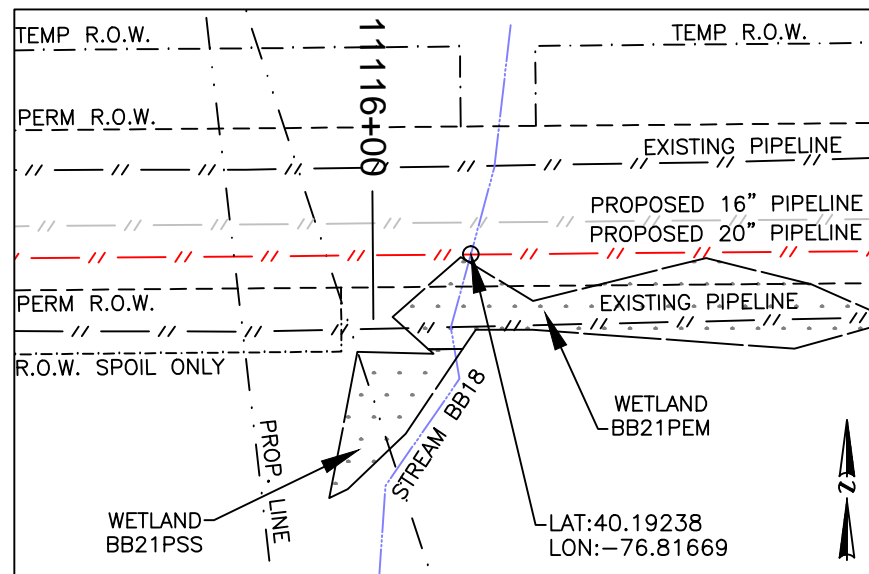 TEMP R.O.W.
11116+00
TEMP R.O.W.
PERM R.O.W.
EXISTING PIPELINE
PROPOSED 16" PIPELINE
PROPOSED 20" PIPELINE
PERM R.O.W.
EXISTING PIPELINE
R.O.W. SPOIL ONLY
PROP. LINE
STREAM BB18
WETLAND
BB21PEM
WETLAND
BB21PSS
LAT:40.19238
LON:-76.81669
N